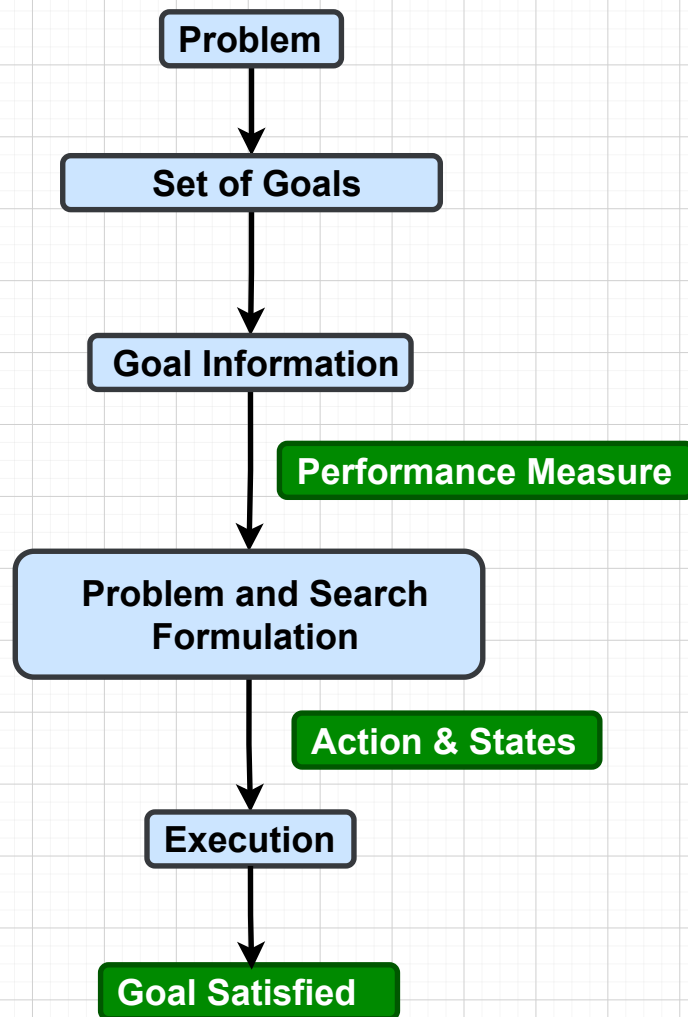 Problem
Set of Goals
Goal Information
Performance Measure
Problem and Search
Formulation
Action & States
Execution
Goal Satisfied